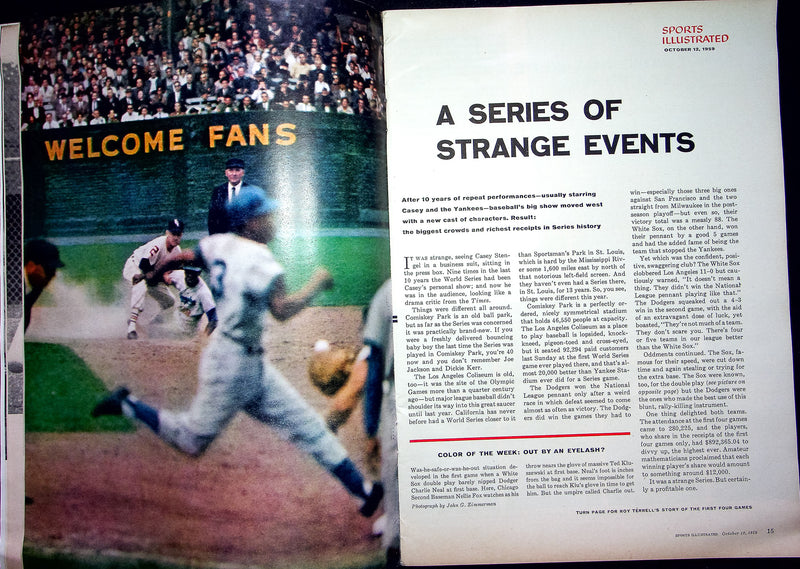 WELCOME FANS
SPORTS
ILLUSTRATED
OCTOBER 12, 1959
A SERIES OF
STRANGE EVENTS
After 10 years of repeat performances—usually starring
Casey and the Yankees—baseball's big show moved west
with a new cast of characters. Result:
the biggest crowds and richest receipts in Series history
IT WAS strange, seeing Casey Sten-
gel in a business suit, sitting in
the press box. Nine times in the last
10 years the World Series had been
Casey's personal show; and now he
was in the audience, looking like a
drama critic from the Times.
Things were different all around.
Comiskey Park is an old ball park,
but as far as the Series was concerned
it was practically brand-new. If you
were a freshly delivered bouncing
baby boy the last time the Series was
played in Comiskey Park, you're 40
now and you don't remember Joe
Jackson and Dickie Kerr.
The Los Angeles Coliseum is old,
too—it was the site of the Olympic
Games more than a quarter century
ago—but major league baseball didn't
shoulder its way into this great saucer
until last year. California has never
before had a World Series closer to it
than Sportsman's Park in St. Louis,
which is hard by the Mississippi Riv-
er some 1,600 miles east by north of
that notorious left-field screen. And
they haven't even had a Series there,
in St. Louis, for 13 years. So, you see,
things were different this year.
Comiskey Park is a perfectly or-
dered, nicely symmetrical stadium
that holds 46,550 people at capacity.
The Los Angeles Coliseum as a place
to play baseball is lopsided, knock-
kneed, pigeon-toed and cross-eyed,
but it seated 92,294 paid customers
last Sunday at the first World Series
game ever played there, and that's al-
most 20,000 better than Yankee Sta-
dium ever did for a Series game.
The Dodgers won the National
League pennant only after a weird
race in which defeat seemed to come
almost as often as victory. The Dodg-
ers did win the games they had to
win—especially those three big ones
against San Francisco and the two
straight from Milwaukee in the post-
season playoff—but even so, their
victory total was a measly 88. The
White Sox, on the other hand, won
their pennant by a good 5 games
and had the added fame of being the
team that stopped the Yankees.
Yet which was the confident, posi-
tive, swaggering club? The White Sox
clobbered Los Angeles 11-0 but cau-
tiously warned, "It doesn't mean a
thing. They didn't win the National
League pennant playing like that."
The Dodgers squeaked out a 4-3
win in the second game, with the aid
of an extravagant dose of luck, yet
boasted, "They're not much of a team.
They don't scare you. There's four
or five teams in our league better
than the White Sox."
Oddments continued. The Sox, fa-
mous for their speed, were cut down
time and again stealing or trying for
the extra base. The Sox were known,
too, for the double play (see picture on
opposite page) but the Dodgers were
the ones who made the best use of this
blunt, rally-killing instrument.
One thing delighted both teams.
The attendance at the first four games
came to 280,225, and the players,
who share in the receipts of the first
four games only, had $892,365.04 to
divvy up, the highest ever. Amateur
mathematicians proclaimed that each
winning player's share would amount
to something around $12,000.
It was a strange Series. But certain-
ly a profitable one.
COLOR OF THE WEEK: OUT BY AN EYELASH?
Was-he-safe-or-was-he-out situation de-
veloped in the first game when a White
Sox double play barely nipped Dodger
Charlie Neal at first base. Here, Chicago
Second Baseman Nellie Fox watches as his
Photograph by John G. Zimmerman
throw nears the glove of massive Ted Klu-
szewski at first base. Neal's foot is inches
from the bag and it seems impossible for
the ball to reach Klu's glove in time to get
him. But the umpire called Charlie out.
TURN PAGE FOR ROY TERRELL'S STORY OF THE FIRST FOUR GAMES
SPORTS ILLUSTRATED October 12, 1959 15